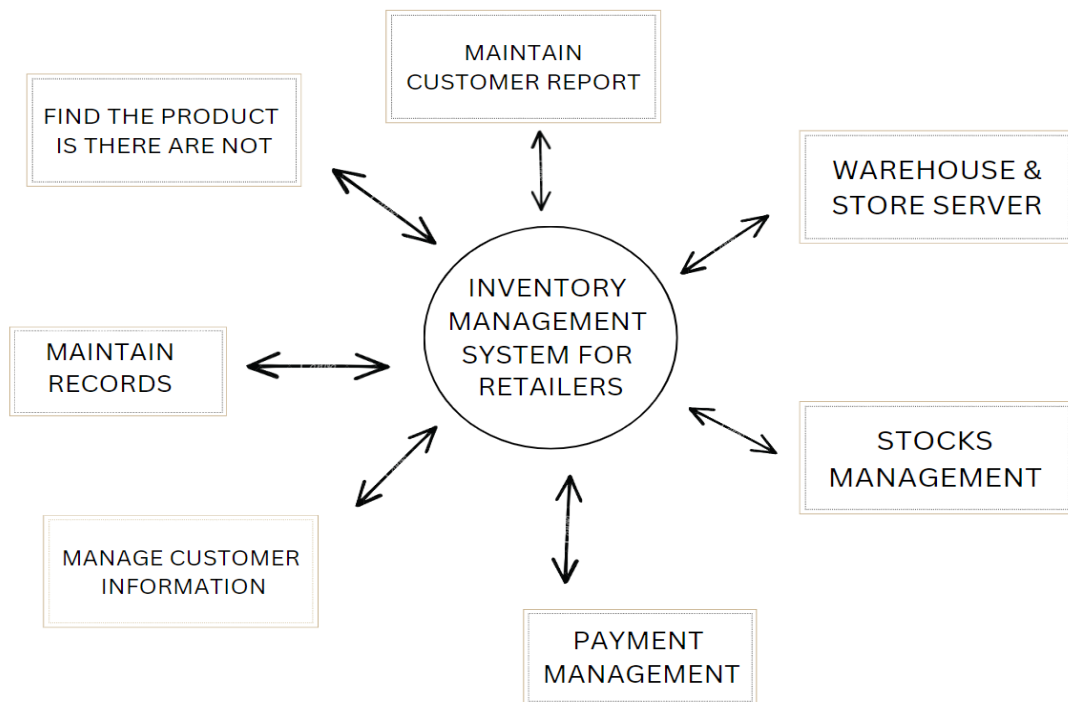 MAINTAIN
CUSTOMER REPORT
FIND THE PRODUCT
IS THERE ARE NOT
WAREHOUSE &
STORE SERVER
INVENTORY
MANAGEMENT
SYSTEM FOR
RETAILERS
MAINTAIN
RECORDS
STOCKS
MANAGEMENT
MANAGE CUSTOMER
INFORMATION
PAYMENT
MANAGEMENT